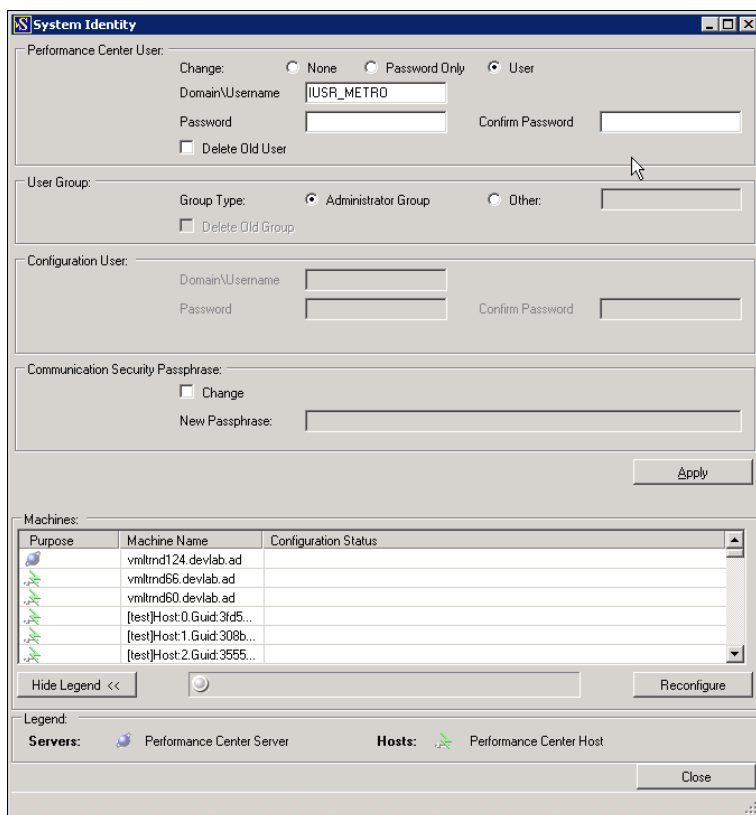 System Identity
Performance Center User:
Change: None Password Only User
Domain\Username IUSR_METRO
Password Confirm Password
Delete Old User
User Group:
Group Type: Administrator Group Other:
Delete Old Group
Configuration User:
Domain\Username
Password Confirm Password
Communication Security Passphrase:
Change
New Passphrase:
Apply
Machines:
Purpose Machine Name Configuration Status
vmltrnd124.devlab.ad
vmltrnd66.devlab.ad
vmltrnd60.devlab.ad
[test]Host:0.Guid:3fd5...
[test]Host:1.Guid:308b...
[test]Host:2.Guid:3555...
Hide Legend << Reconfigure
Legend:
Servers: Performance Center Server Hosts: Performance Center Host
Close